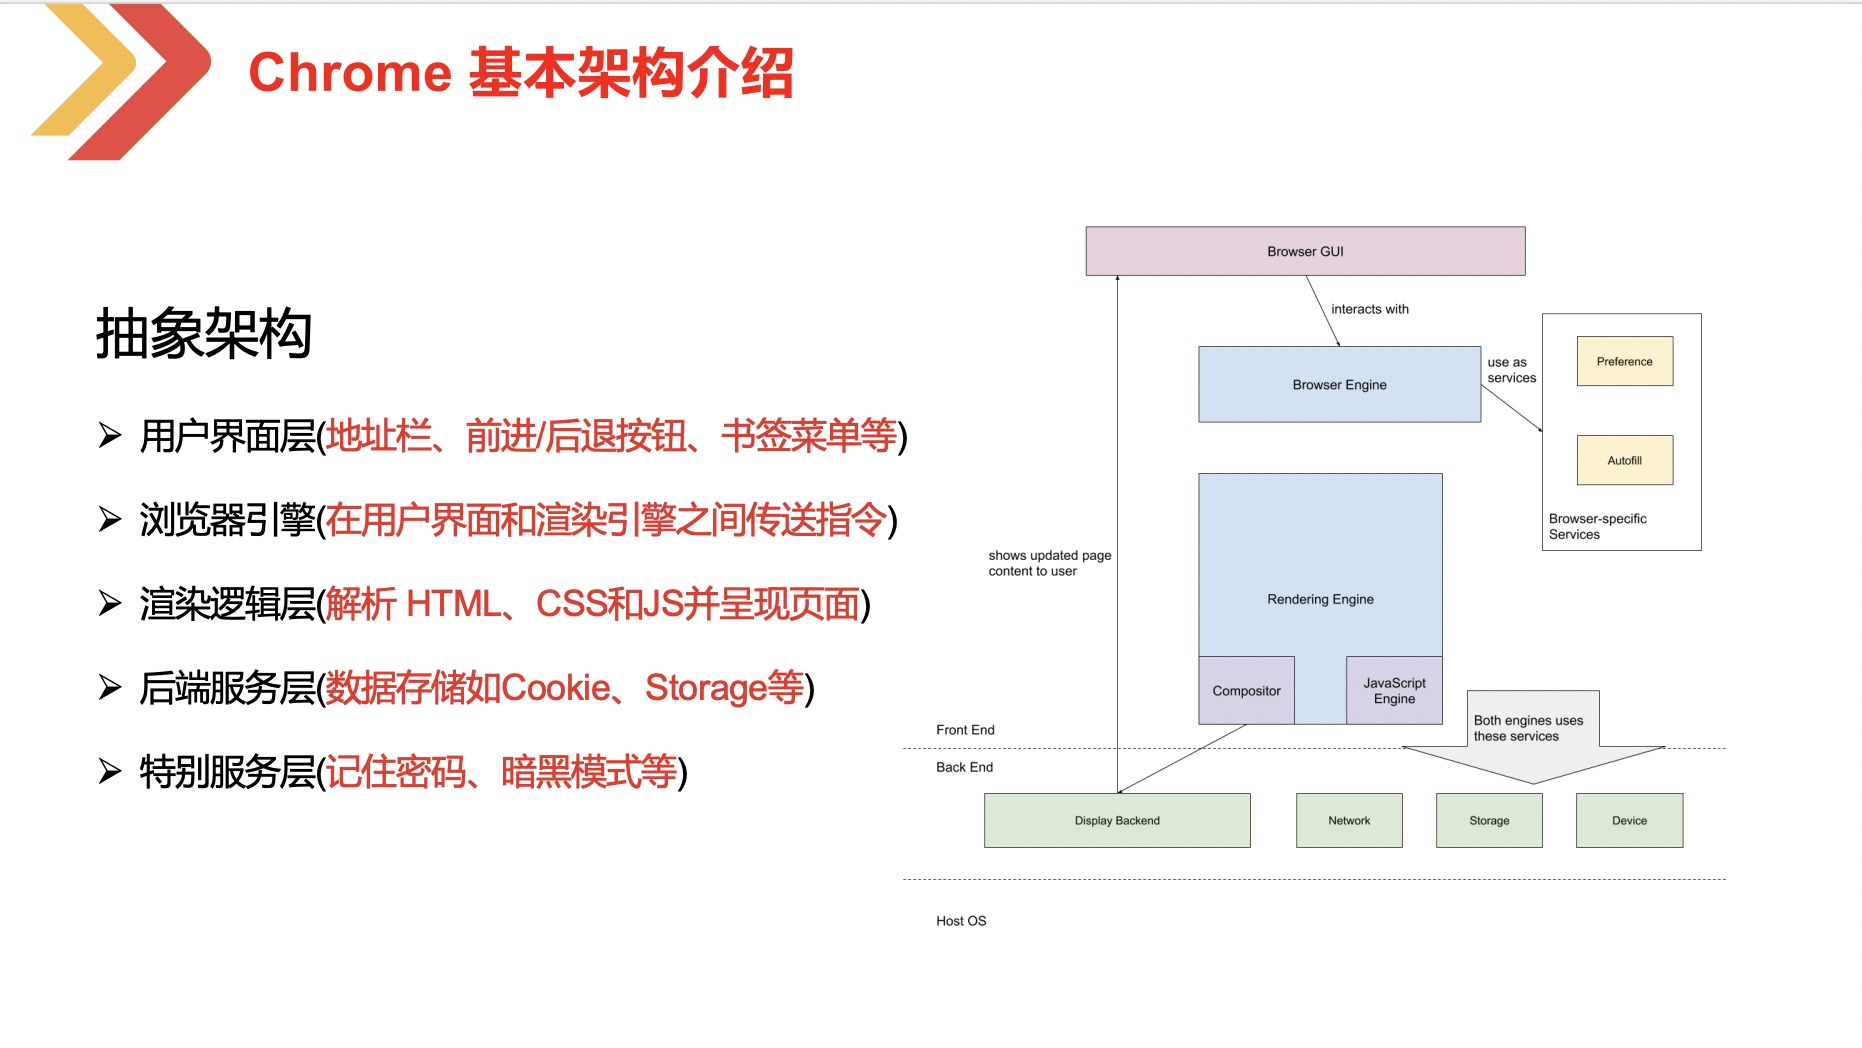 Chrome 基本架构介绍
抽象架构
用户界面层(地址栏、前进/后退按钮、书签菜单等)
浏览器引擎(在用户界面和渲染引擎之间传送指令)
渲染逻辑层(解析 HTML、CSS和JS并呈现页面)
后端服务层(数据存储如Cookie、Storage等)
特别服务层(记住密码、暗黑模式等)
Browser GUI
interacts with
Browser Engine
use as
services
Preference
Autofill
Browser-specific
Services
shows updated page
content to user
Rendering Engine
Compositor
JavaScript
Engine
Both engines uses
these services
Front End
Back End
Display Backend
Network
Storage
Device
Host OS